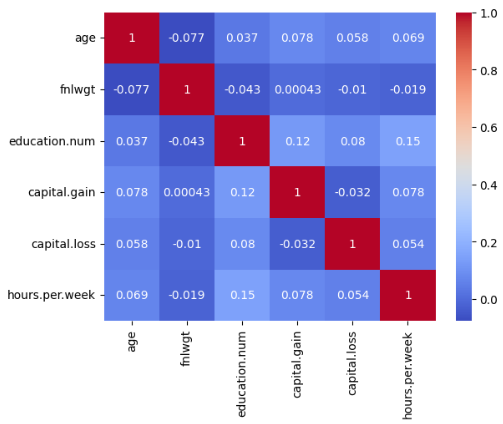 age 1 -0.077 0.037 0.078 0.058 0.069
fnlwgt -0.077 1 -0.043 0.00043 -0.01 -0.019
education.num 0.037 -0.043 1 0.12 0.08 0.15
capital.gain 0.078 0.00043 0.12 1 -0.032 0.078
capital.loss 0.058 -0.01 0.08 -0.032 1 0.054
hours.per.week 0.069 -0.019 0.15 0.078 0.054 1
age fnlwgt education.num capital.gain capital.loss hours.per.week
1.0
0.8
0.6
0.4
0.2
0.0